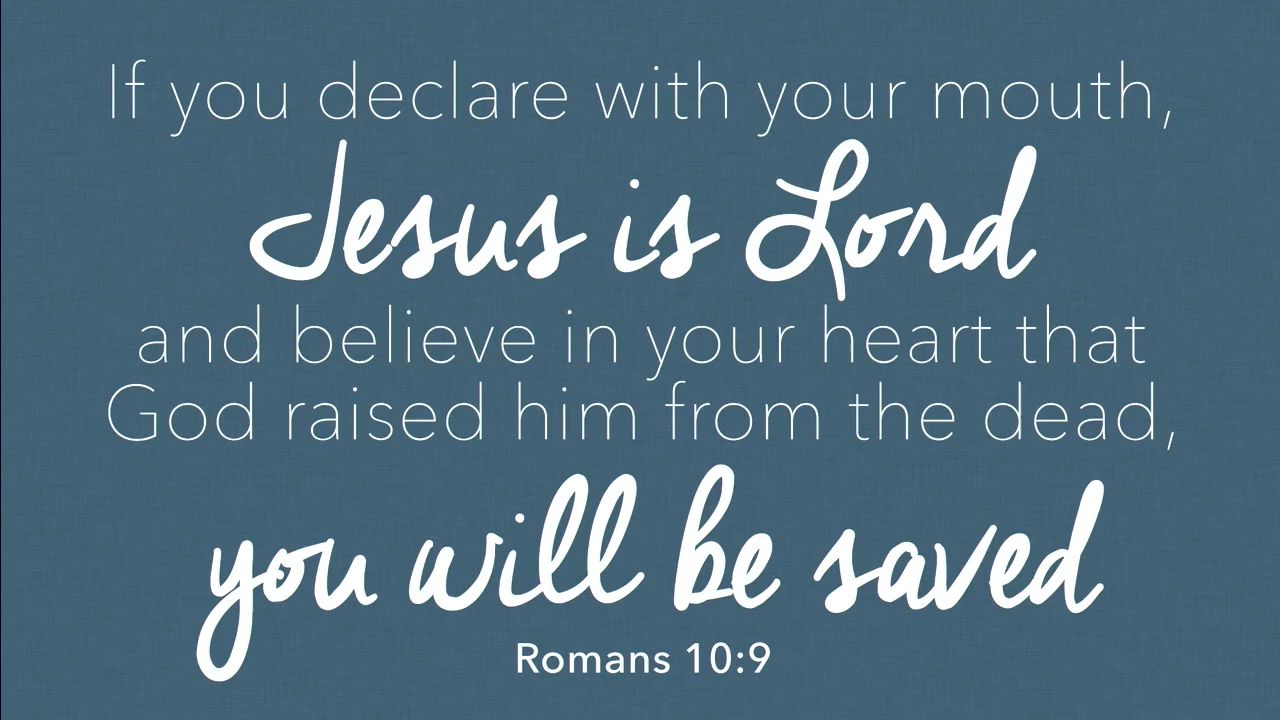 If you declare with your mouth,
Jesus is Lord
and believe in your heart that
God raised him from the dead,
you will be saved
Romans 10:9